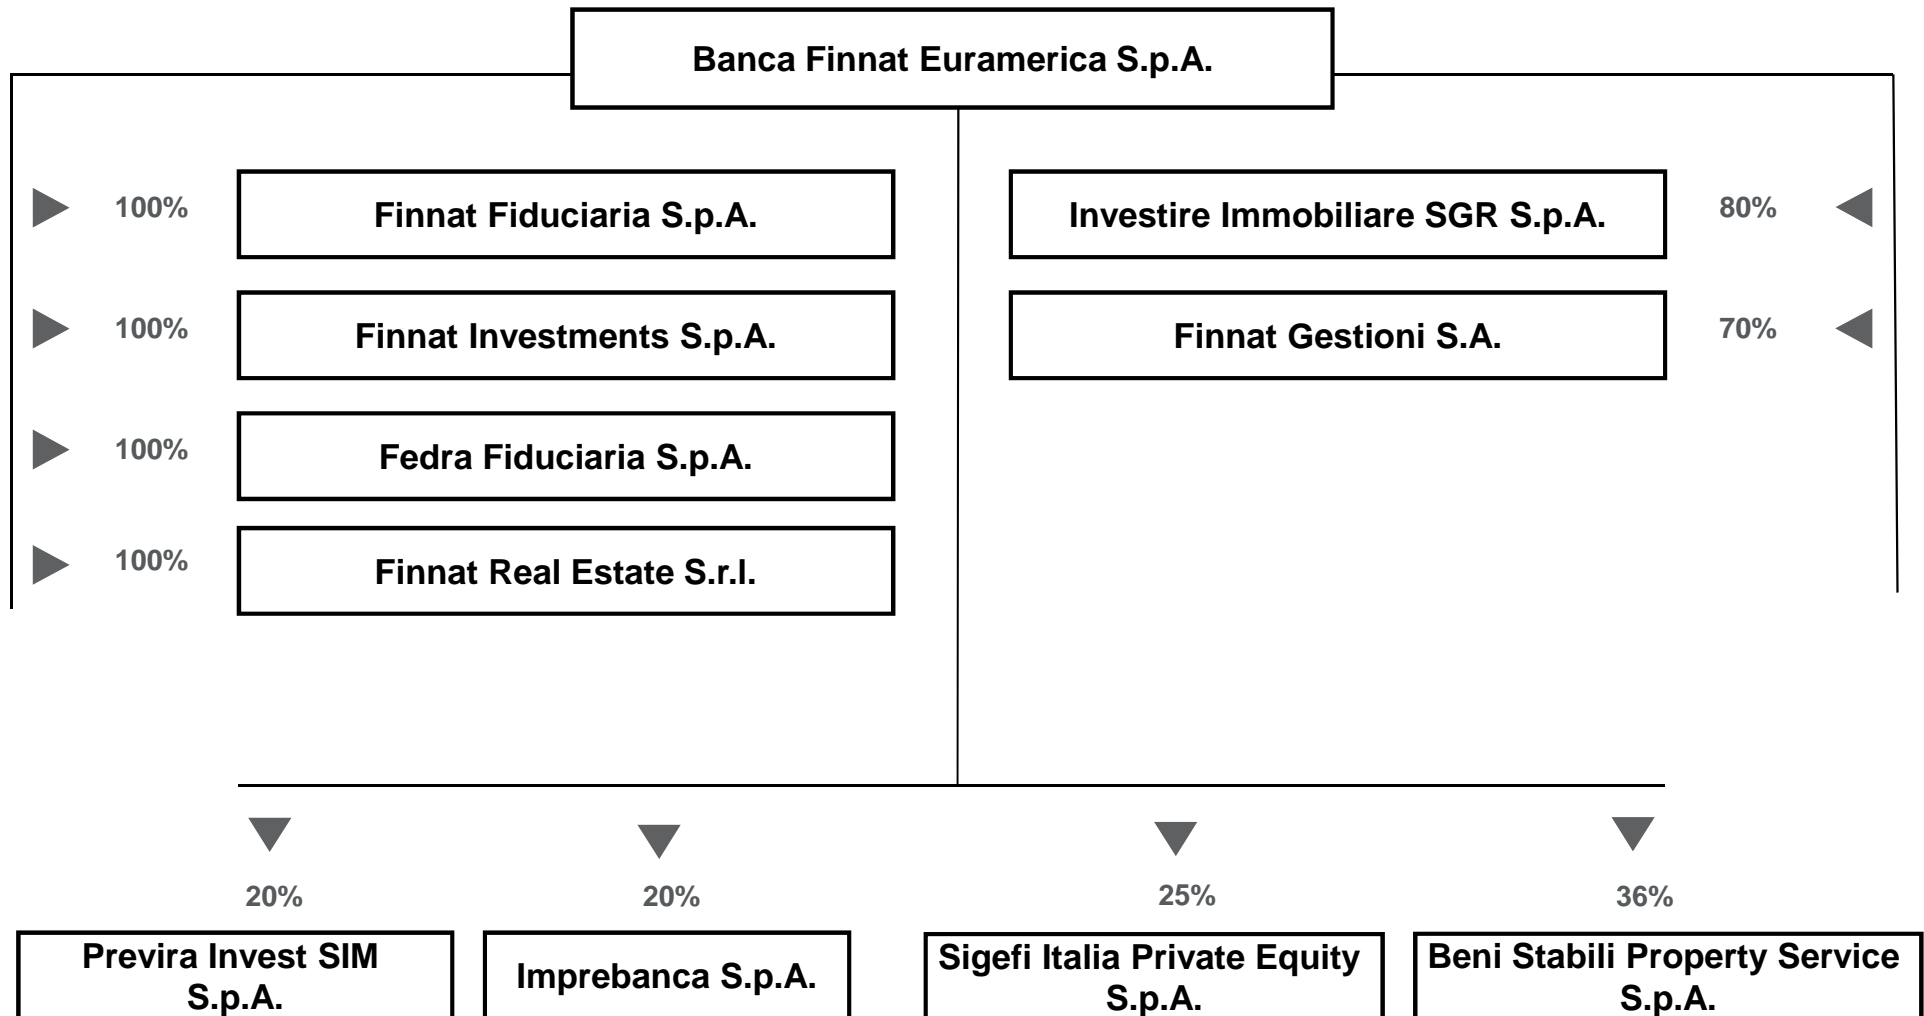 Banca Finnat Euramerica S.p.A.
100%
Finnat Fiduciaria S.p.A.
Investire Immobiliare SGR S.p.A.
80%
100%
Finnat Investments S.p.A.
Finnat Gestioni S.A.
70%
100%
Fedra Fiduciaria S.p.A.
100%
Finnat Real Estate S.r.l.
20%
20%
25%
36%
Previra Invest SIM
S.p.A.
Imprebanca S.p.A.
Sigefi Italia Private Equity
S.p.A.
Beni Stabili Property Service
S.p.A.